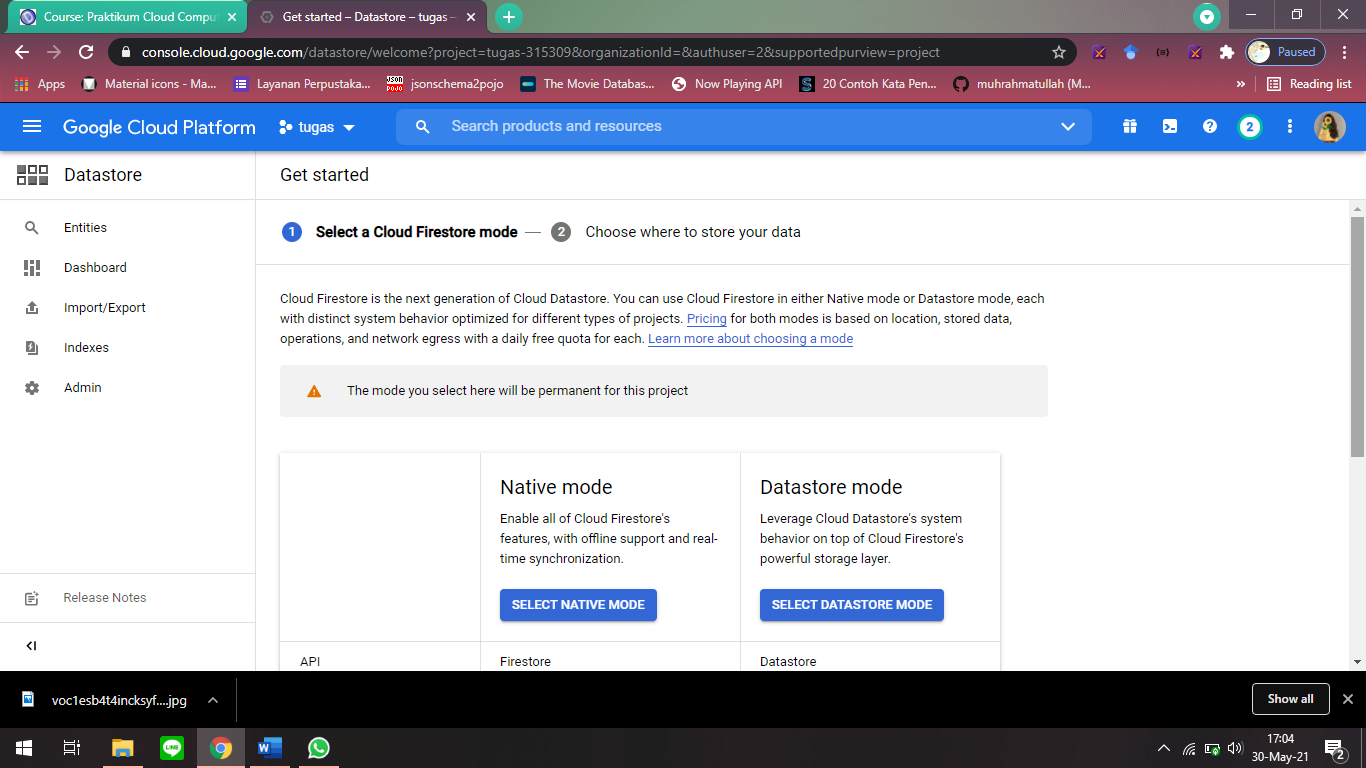 Course: Praktikum Cloud Comput
Get started – Datastore – tugas –
console.cloud.google.com/datastore/welcome?project=tugas-315309&organizationId=&authuser=2&supportedpurview=project
Paused
Apps
Material icons - Ma...
Layanan Perpustaka...
JSON POJO
jsonschema2pojo
The Movie Databas...
Now Playing API
20 Contoh Kata Pen...
muhrahmatullah (M...
»
Reading list
Google Cloud Platform
tugas
Search products and resources
2
Datastore
Get started
Entities
Dashboard
Import/Export
Indexes
Admin
Release Notes
1 Select a Cloud Firestore mode — 2 Choose where to store your data
Cloud Firestore is the next generation of Cloud Datastore. You can use Cloud Firestore in either Native mode or Datastore mode, each
with distinct system behavior optimized for different types of projects. Pricing for both modes is based on location, stored data,
operations, and network egress with a daily free quota for each. Learn more about choosing a mode
The mode you select here will be permanent for this project
Native mode
Enable all of Cloud Firestore's
features, with offline support and real-
time synchronization.
SELECT NATIVE MODE
Datastore mode
Leverage Cloud Datastore's system
behavior on top of Cloud Firestore's
powerful storage layer.
SELECT DATASTORE MODE
API
Firestore
Datastore
voc1esb4t4incksyf....jpg
Show all
LINE
17:04
30-May-21
2